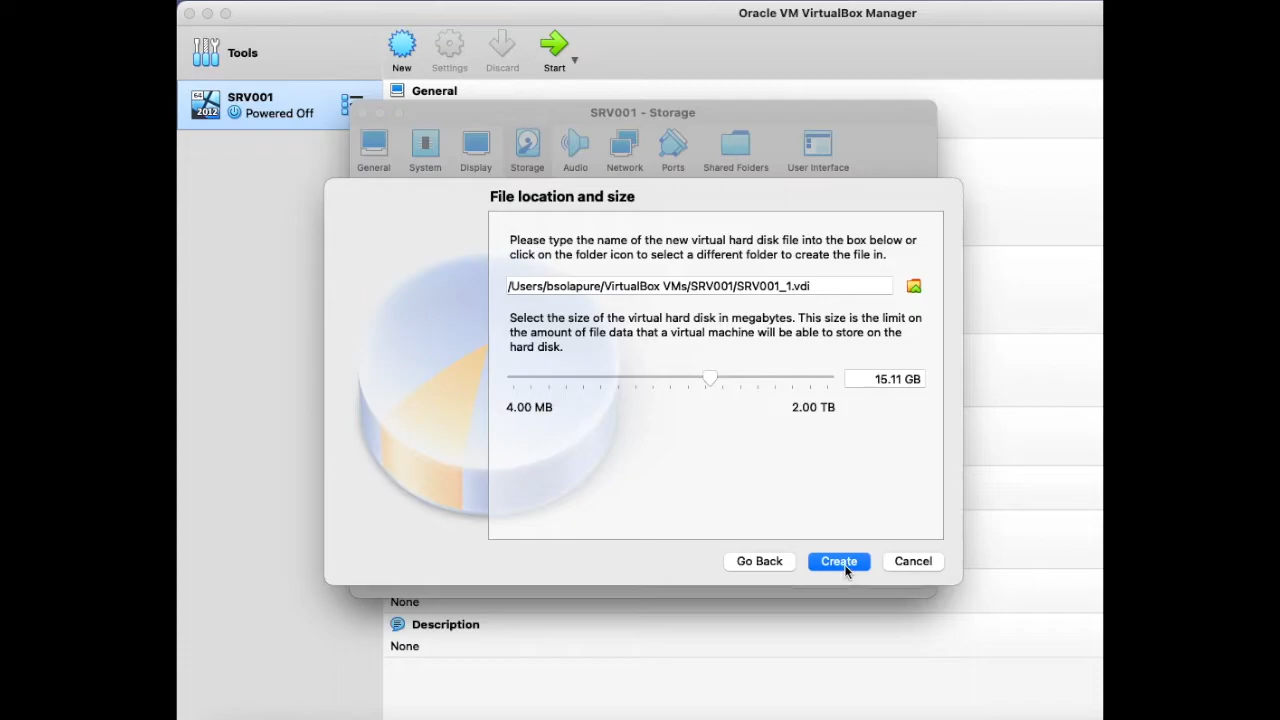 Oracle VM VirtualBox Manager
Tools
New
Settings
Discard
Start
64
2012
SRV001
Powered Off
General
SRV001 - Storage
General
System
Display
Storage
Audio
Network
Ports
Shared Folders
User Interface
File location and size
Please type the name of the new virtual hard disk file into the box below or
click on the folder icon to select a different folder to create the file in.
/Users/bsolapure/VirtualBox VMs/SRV001/SRV001_1.vdi
Select the size of the virtual hard disk in megabytes. This size is the limit on
the amount of file data that a virtual machine will be able to store on the
hard disk.
15.11 GB
4.00 MB
2.00 TB
Go Back
Create
Cancel
None
Description
None